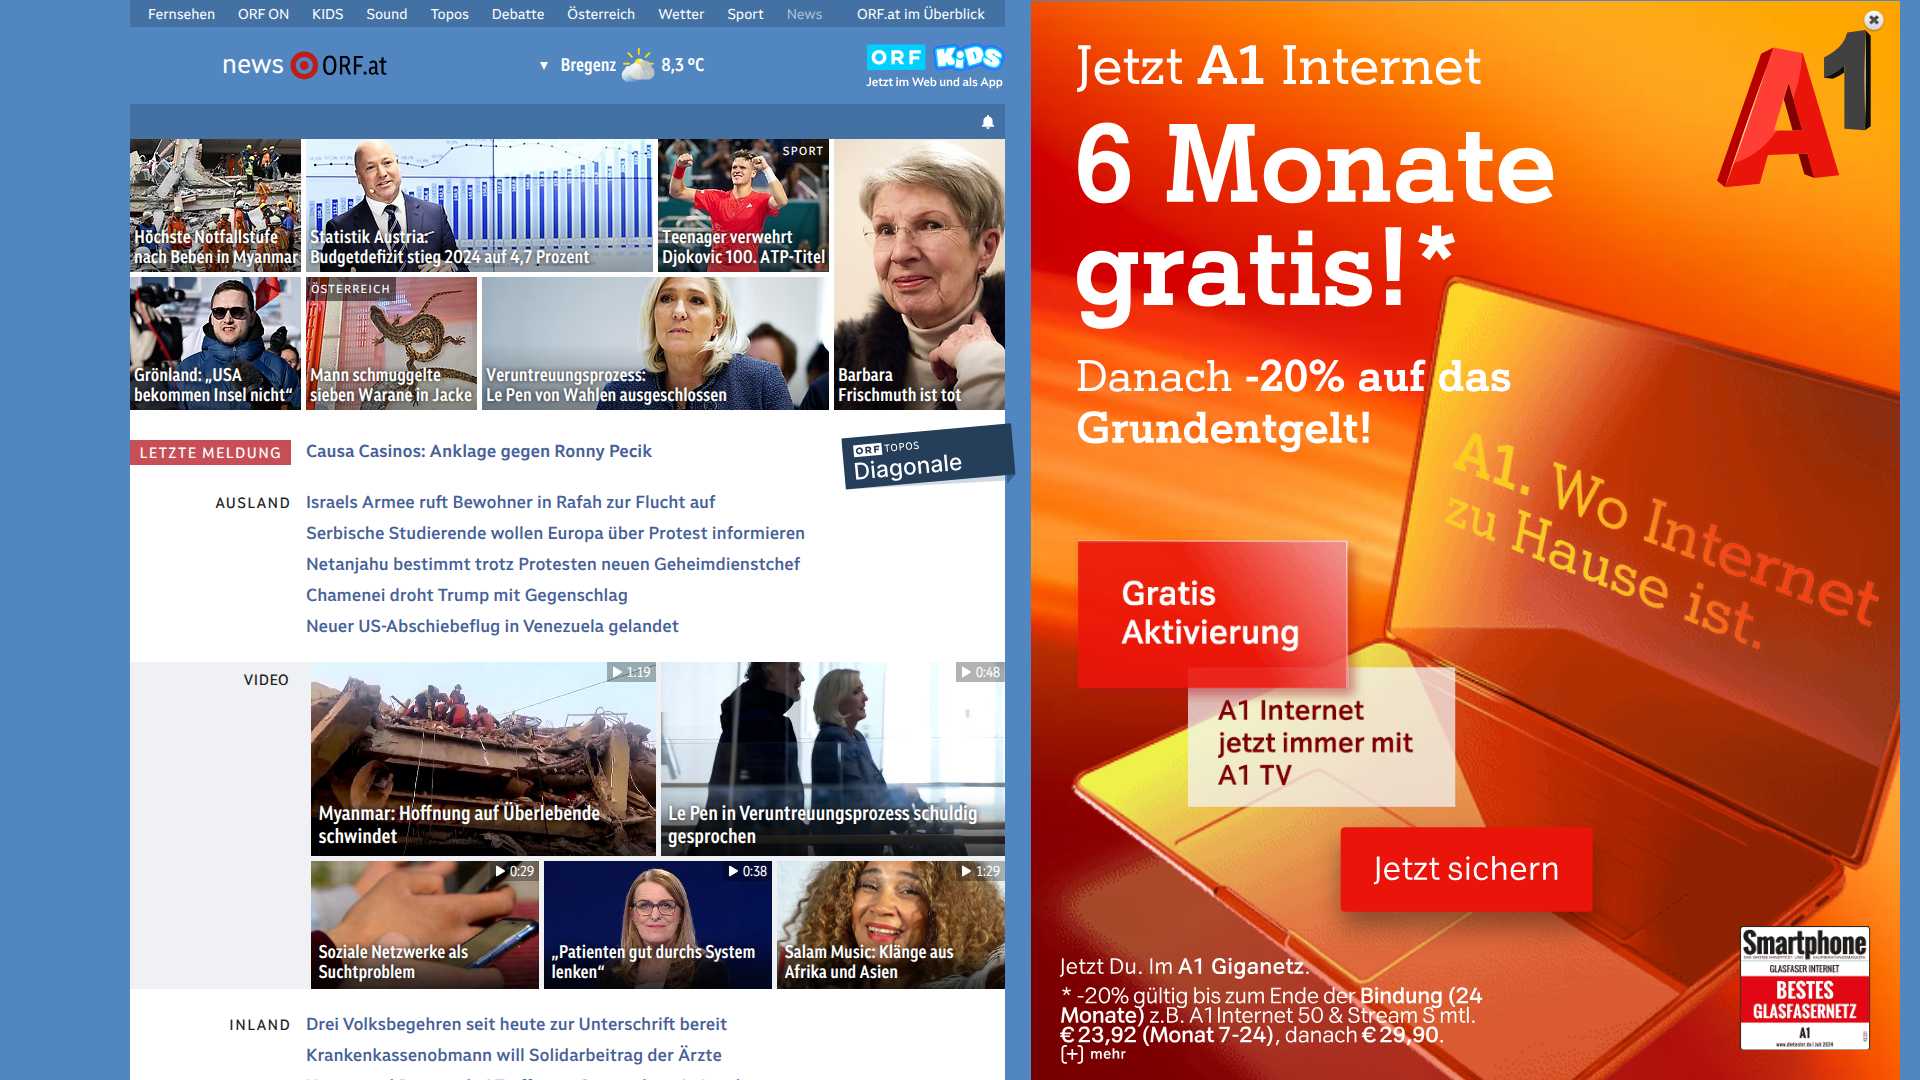 Fernsehen ORF ON KIDS Sound Topos Debatte Österreich Wetter Sport News ORF.at im Überblick
news ORF.at
Bregenz 8,3 °C
ORF KiDS
Jetzt im Web und als App
Höchste Notfallstufe
nach Beben in Myanmar
Statistik Austria:
Budgetdefizit stieg 2024 auf 4,7 Prozent
SPORT
Teenager verwehrt
Djokovic 100. ATP-Titel
Grönland: „USA
bekommen Insel nicht“
ÖSTERREICH
Mann schmuggelte
sieben Warane in Jacke
Veruntreuungsprozess:
Le Pen von Wahlen ausgeschlossen
Barbara
Frischmuth ist tot
LETZTE MELDUNG
Causa Casinos: Anklage gegen Ronny Pecik
ORF TOPOS
Diagonale
AUSLAND
Israels Armee ruft Bewohner in Rafah zur Flucht auf
Serbische Studierende wollen Europa über Protest informieren
Netanjahu bestimmt trotz Protesten neuen Geheimdienstchef
Chamenei droht Trump mit Gegenschlag
Neuer US-Abschiebeflug in Venezuela gelandet
VIDEO
1:19
Myanmar: Hoffnung auf Überlebende
schwindet
0:48
Le Pen in Veruntreuungsprozess schuldig
gesprochen
0:29
Soziale Netzwerke als
Suchtproblem
0:38
„Patienten gut durchs System
lenken“
1:29
Salam Music: Klänge aus
Afrika und Asien
INLAND
Drei Volksbegehren seit heute zur Unterschrift bereit
Krankenkassenobmann will Solidarbeitrag der Ärzte
Jetzt A1 Internet
6 Monate
gratis!*
Danach -20% auf das
Grundentgelt!
A1
A1. Wo Internet
zu Hause ist.
Gratis
Aktivierung
A1 Internet
jetzt immer mit
A1 TV
Jetzt sichern
Jetzt Du. Im A1 Giganetz.
* -20% gültig bis zum Ende der Bindung (24
Monate) z.B. A1 Internet 50 & Stream S mtl.
€ 23,92 (Monat 7-24), danach € 29,90.
[+] mehr
Smartphone
GLASFASER INTERNET
BESTES
GLASFASERNETZ
A1